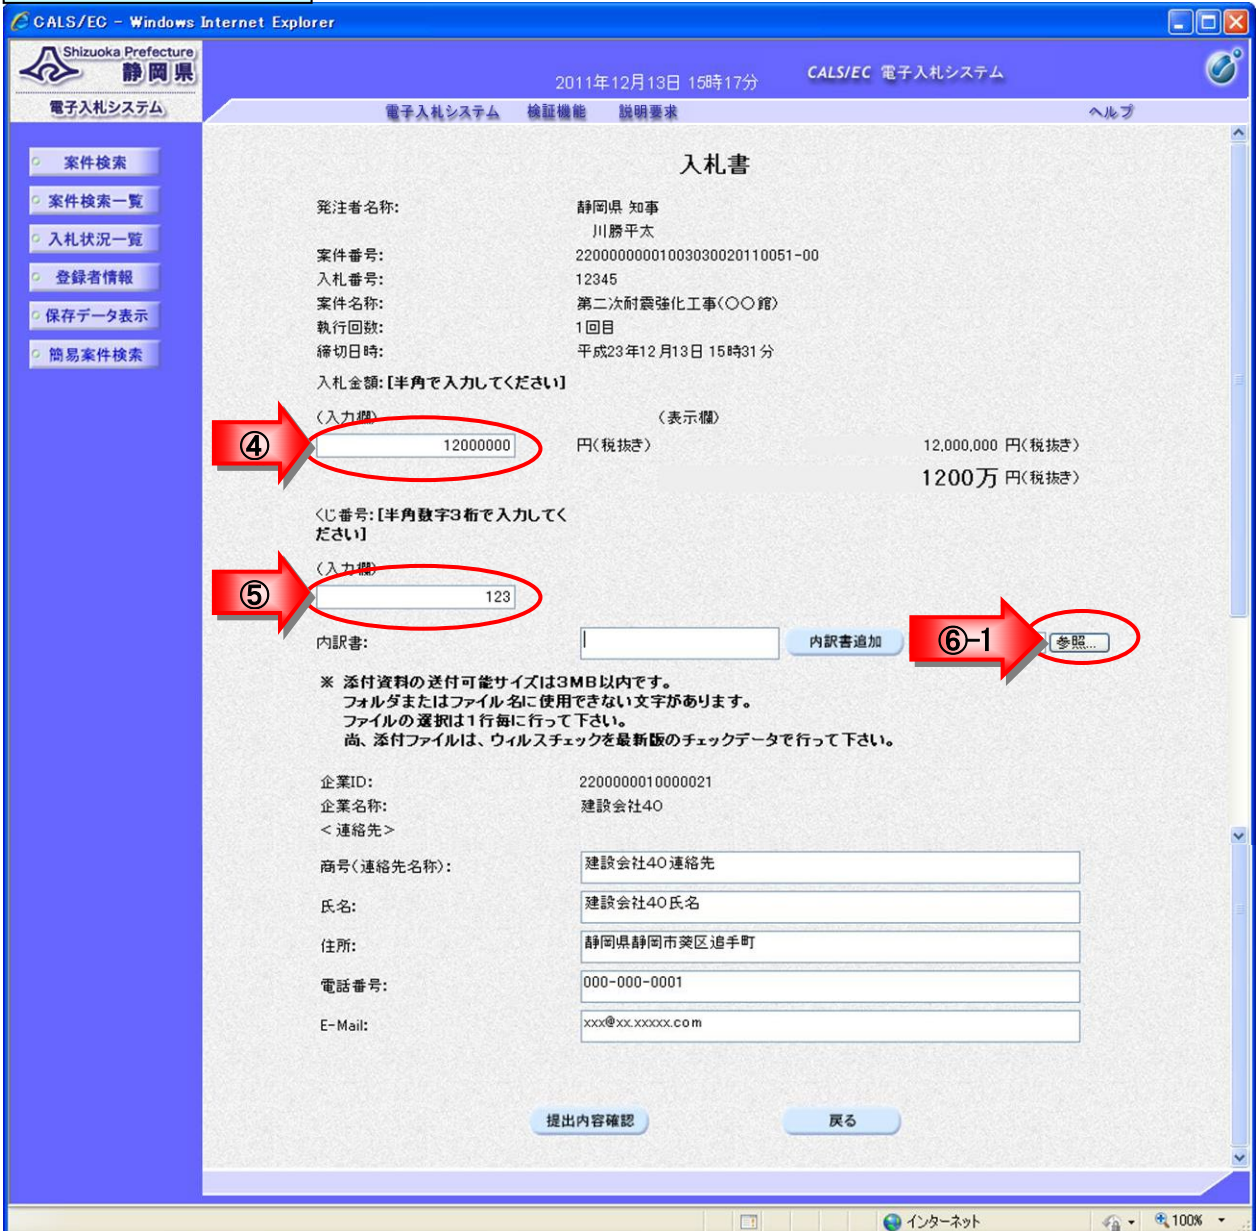 CALS/EC - Windows Internet Explorer
Shizuoka Prefecture
静岡県
電子入札システム
2011年12月13日 15時17分
CALS/EC 電子入札システム
電子入札システム 検証機能 説明要求 ヘルプ
案件検索
案件検索一覧
入札状況一覧
登録者情報
保存データ表示
簡易案件検索
入札書
発注者名称: 静岡県 知事
川勝平太
案件番号: 2200000000100303002011005​1-00
入札番号: 12345
案件名称: 第二次耐震強化工事(〇〇館)
執行回数: 1回目
締切日時: 平成23年12月13日 15時31分
入札金額:[半角で入力してください]
(入力欄) (表示欄)
④ 12000000 円(税抜き) 12,000,000 円(税抜き)
1200万 円(税抜き)
くじ番号:[半角数字3桁で入力してく
ださい]
(入力欄)
⑤ 123
内訳書: 内訳書追加 ⑥-1 参照...
※ 添付資料の送付可能サイズは3MB以内です。
フォルダまたはファイル名に使用できない文字があります。
ファイルの選択は1行毎に行って下さい。
尚、添付ファイルは、ウィルスチェックを最新版のチェックデータで行って下さい。
企業ID: 2200000010000021
企業名称: 建設会社40
<連絡先>
商号(連絡先名称): 建設会社40連絡先
氏名: 建設会社40氏名
住所: 静岡県静岡市葵区追手町
電話番号: 000-000-0001
E-Mail: xxx@xx.xxxxx.com
提出内容確認 戻る
インターネット 100%